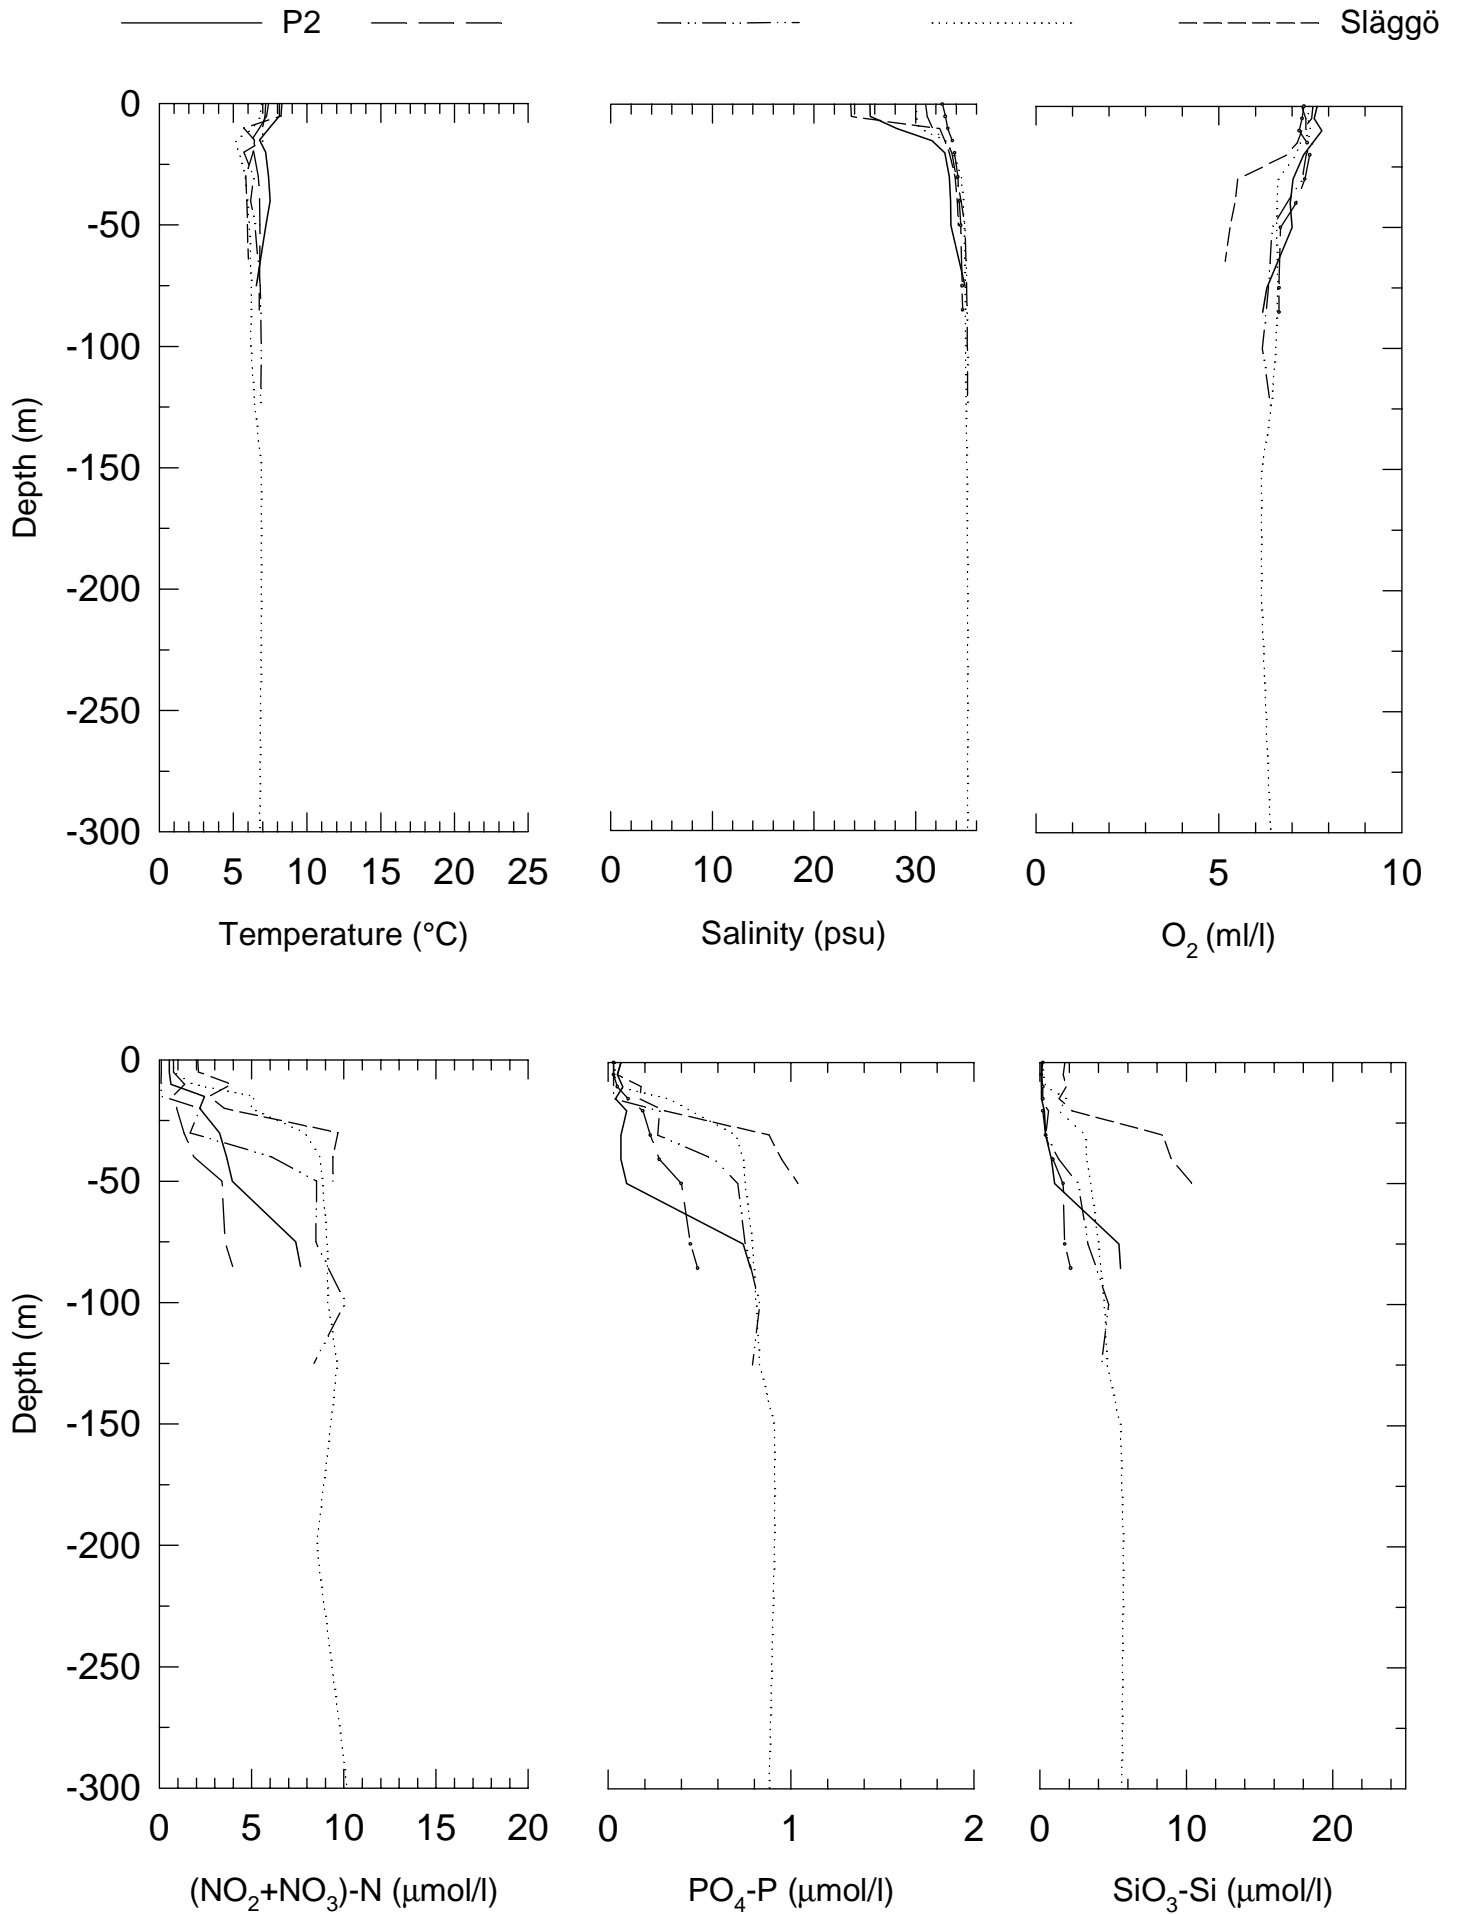 P2 Släggö
0
-50
-100
-150
-200
-250
-300
Depth (m)
0 5 10 15 20 25
Temperature (°C)
0 10 20 30
Salinity (psu)
0 5 10
O2 (ml/l)
0
-50
-100
-150
-200
-250
-300
Depth (m)
0 5 10 15 20
(NO2+NO3)-N (µmol/l)
0 1 2
PO4-P (µmol/l)
0 10 20
SiO3-Si (µmol/l)